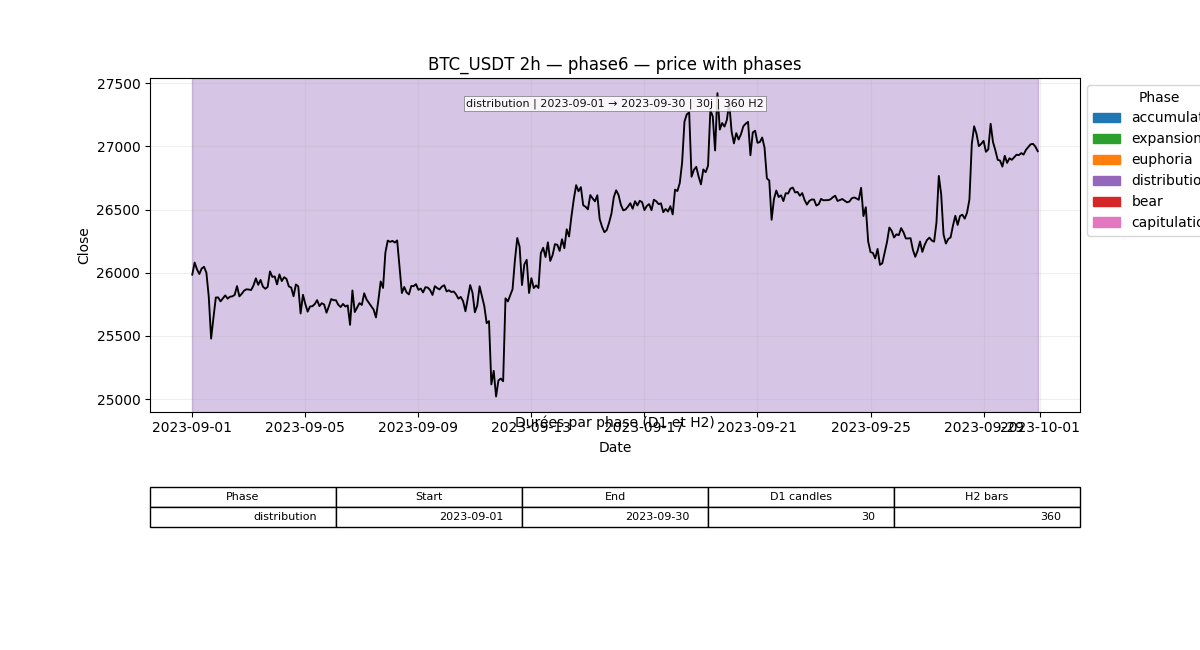 BTC_USDT 2h — phase6 — price with phases
distribution | 2023-09-01 → 2023-09-30 | 30j | 360 H2
Close
27500
27000
26500
26000
25500
25000
Phase
accumulat
expansion
euphoria
distributio
bear
capitulatio
Durées par phase (D1 et H2)
2023-09-01 2023-09-05 2023-09-09 2023-09-13 2023-09-17 2023-09-21 2023-09-25 2023-09-29 2023-10-01
Date
Phase Start End D1 candles H2 bars
distribution 2023-09-01 2023-09-30 30 360